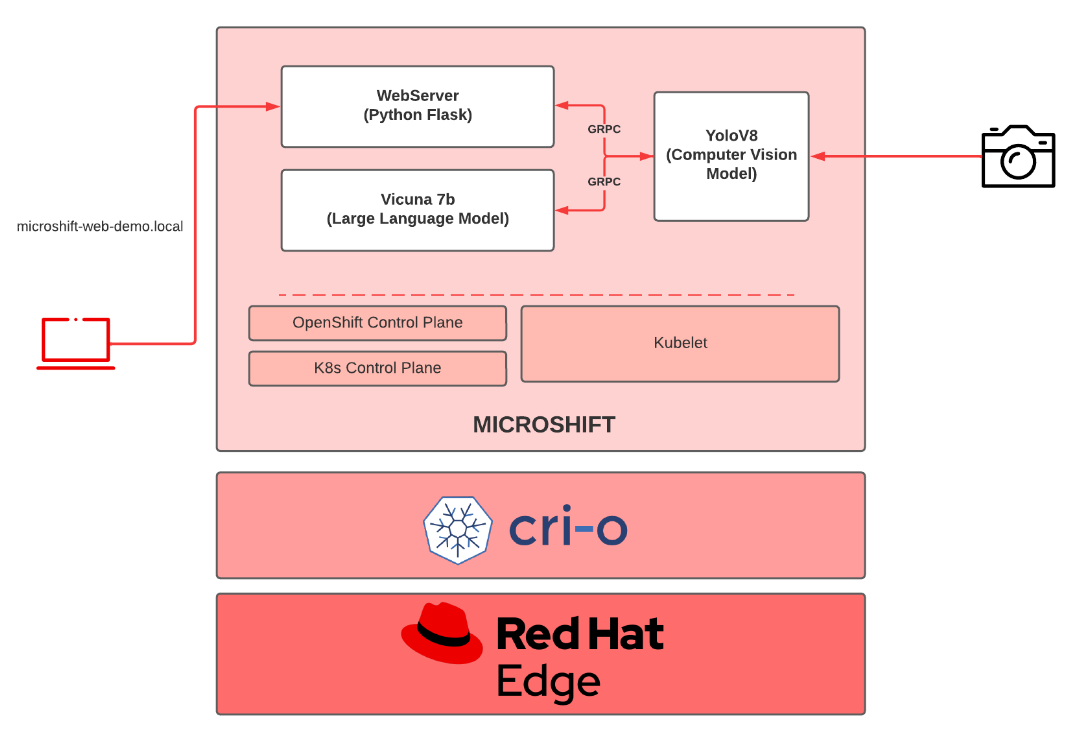 WebServer
(Python Flask)
GRPC
YoloV8
(Computer Vision
Model)
GRPC
Vicuna 7b
(Large Language Model)
microshift-web-demo.local
OpenShift Control Plane
K8s Control Plane
Kubelet
MICROSHIFT
cri-o
Red Hat
Edge